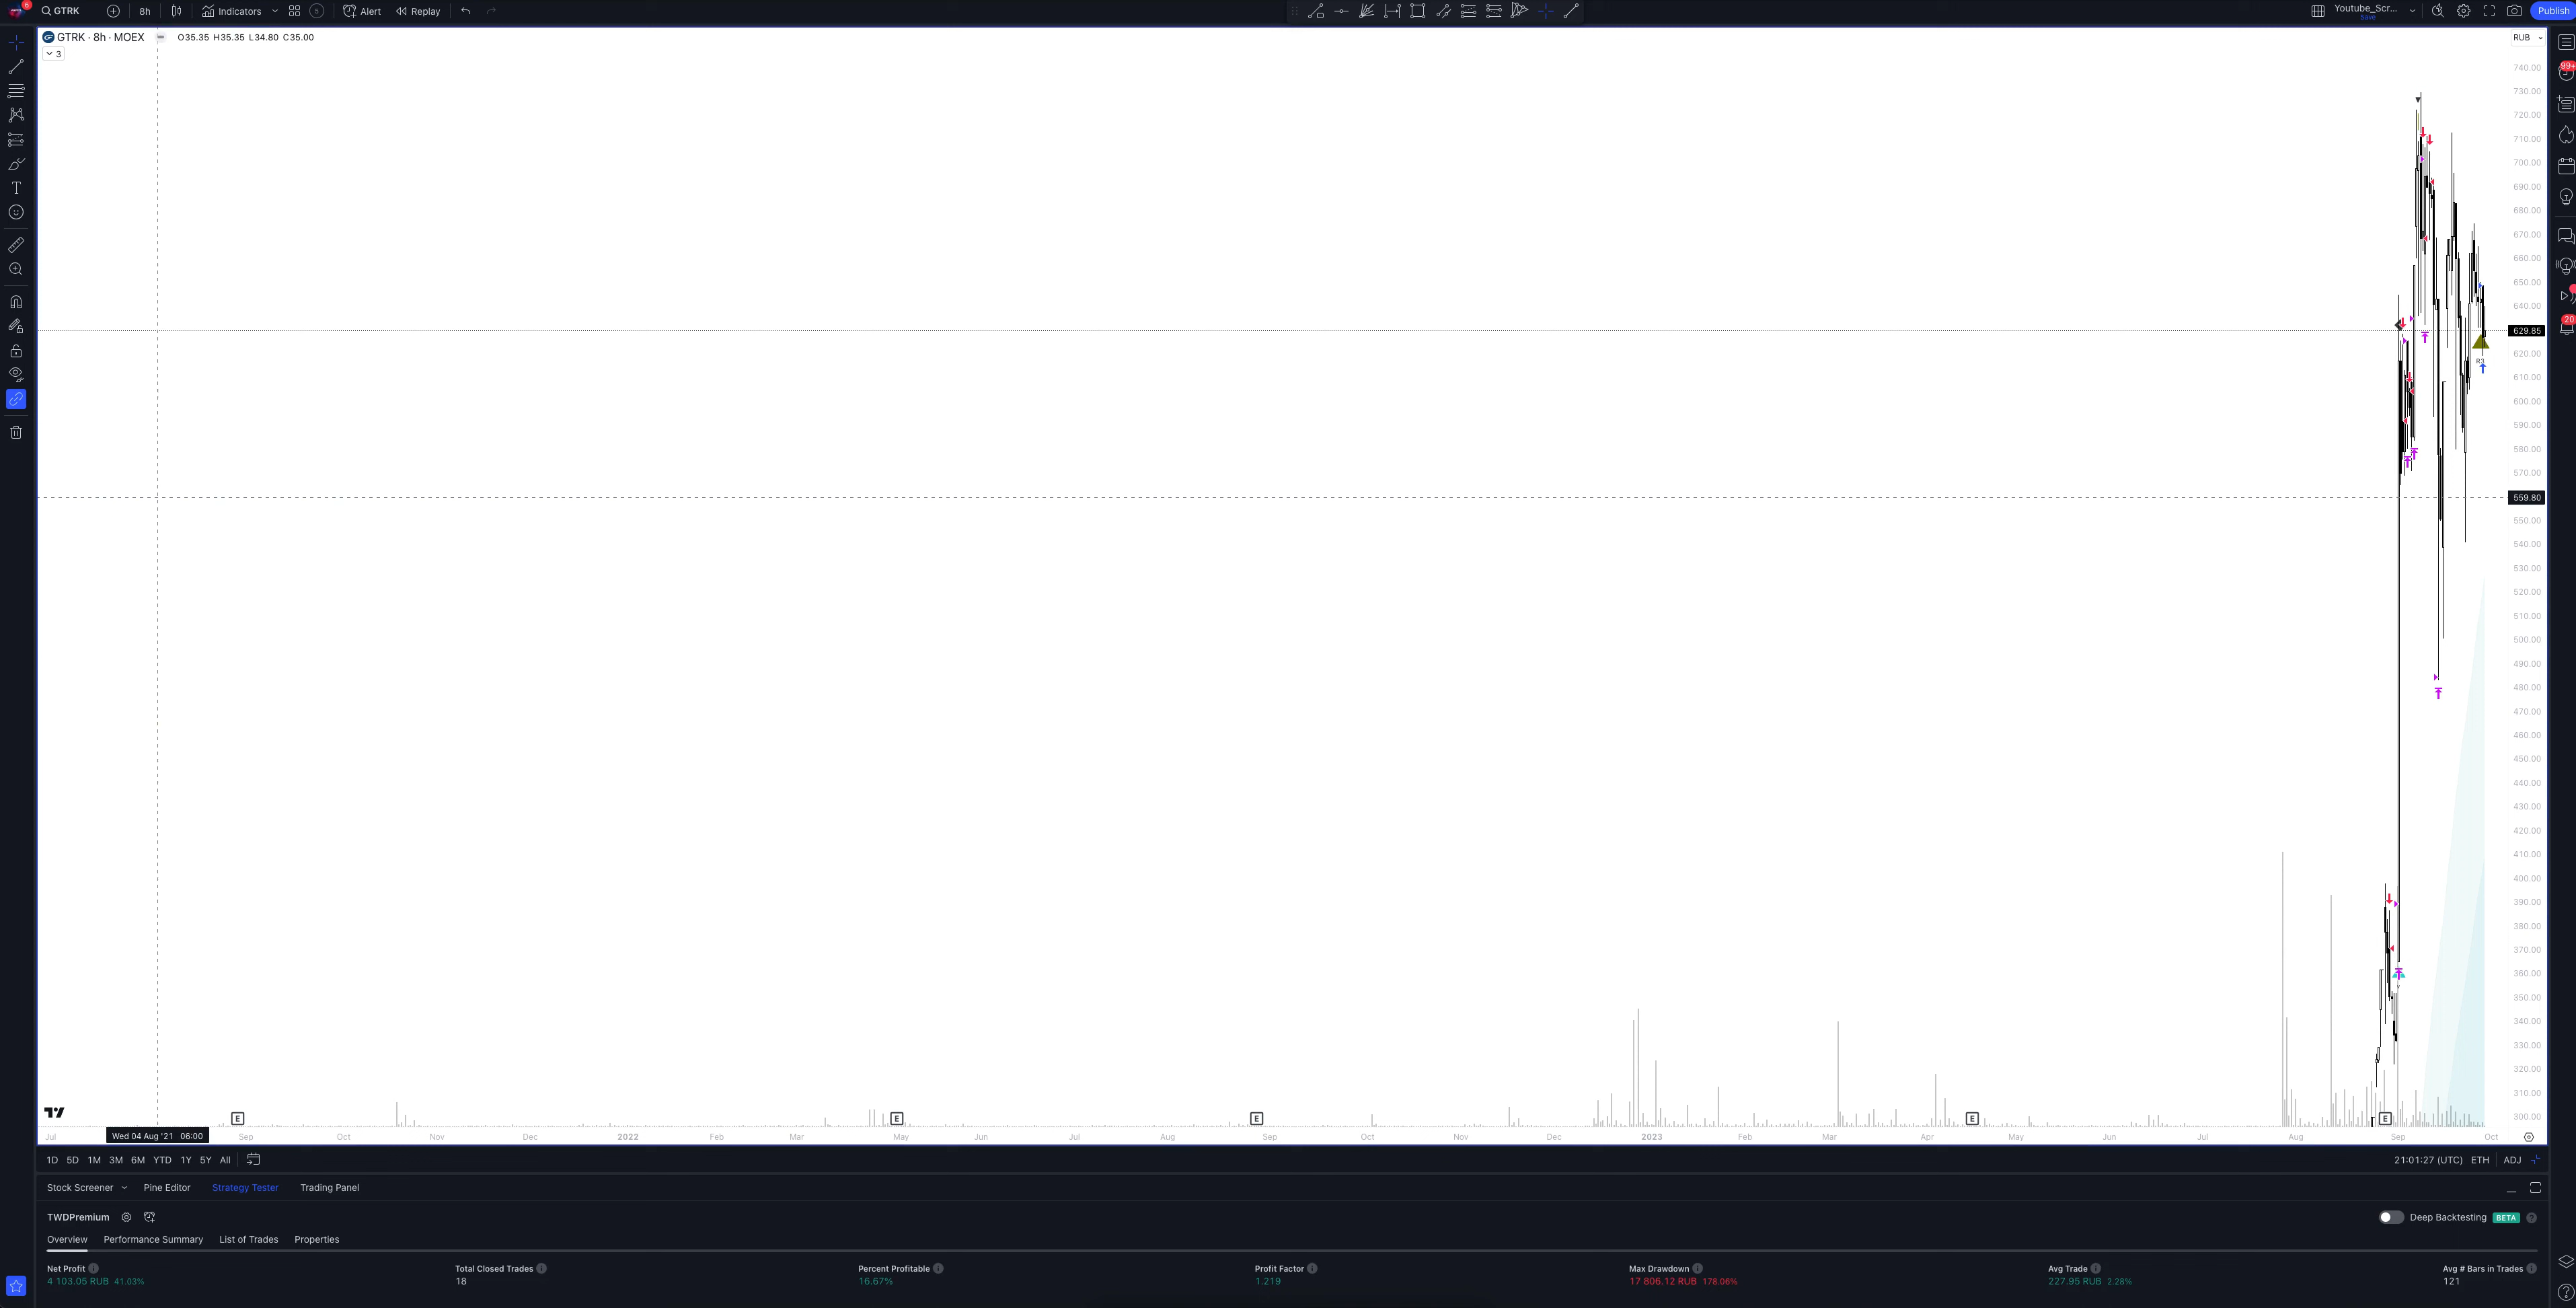 6
GTRK
8h
Indicators
5
Alert
Replay
Youtube_Scr...
Save
Publish
GTRK · 8h · MOEX O35.35 H35.35 L34.80 C35.00
3
RUB
740.00
730.00
720.00
710.00
700.00
690.00
680.00
670.00
660.00
650.00
640.00
629.85
620.00
610.00
600.00
590.00
580.00
570.00
559.80
550.00
540.00
530.00
520.00
510.00
500.00
490.00
480.00
470.00
460.00
450.00
440.00
430.00
420.00
410.00
400.00
390.00
380.00
370.00
360.00
350.00
340.00
330.00
320.00
310.00
300.00
R3
99+
20
E E E E E
Jul Wed 04 Aug '21 06:00 Sep Oct Nov Dec 2022 Feb Mar May Jun Jul Aug Sep Oct Nov Dec 2023 Feb Mar Apr May Jun Jul Aug Sep Oct
1D 5D 1M 3M 6M YTD 1Y 5Y All
21:01:27 (UTC) ETH ADJ
Stock Screener Pine Editor Strategy Tester Trading Panel
TWDPremium
Deep Backtesting BETA
Overview Performance Summary List of Trades Properties
Net Profit Total Closed Trades Percent Profitable Profit Factor Max Drawdown Avg Trade Avg # Bars in Trades
4 103.05 RUB 41.03% 18 16.67% 1.219 17 806.12 RUB 178.06% 227.95 RUB 2.28% 121